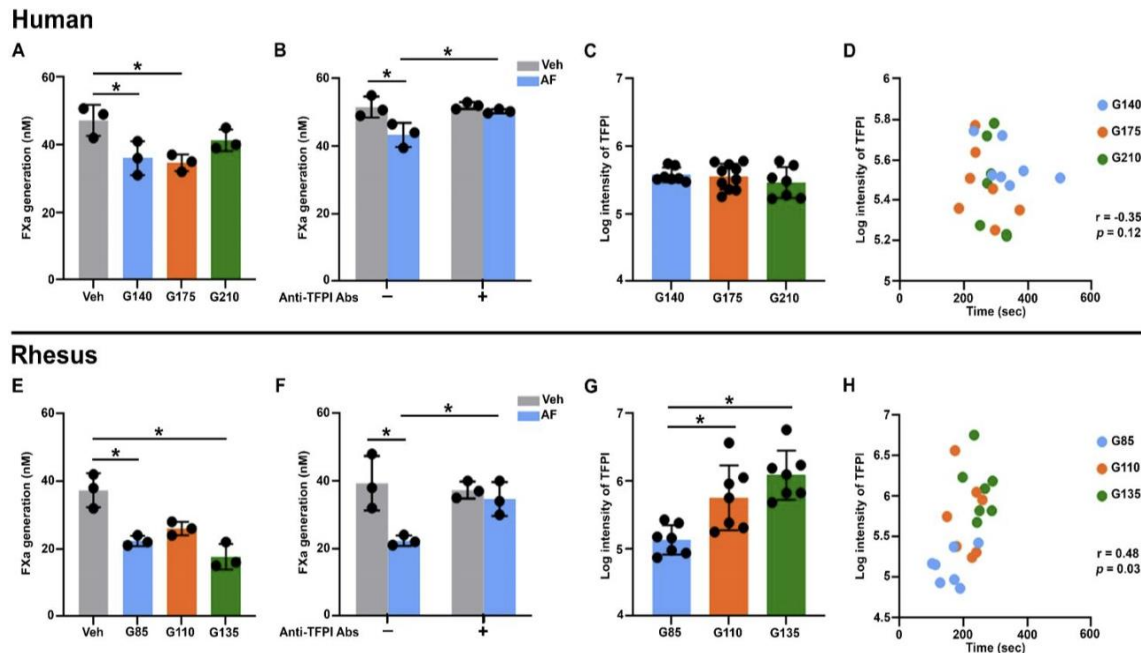 Human
A
FXa generation (nM)
60
40
20
0
*
*
Veh G140 G175 G210
B
FXa generation (nM)
60
40
20
0
*
*
Veh
AF
Anti-TFPI Abs – +
C
Log intensity of TFPI
7
6
5
4
G140 G175 G210
D
Log intensity of TFPI
6
5.8
5.6
5.4
5.2
5
0 200 400 600
Time (sec)
G140
G175
G210
r = -0.35
p = 0.12
Rhesus
E
FXa generation (nM)
60
40
20
0
*
*
Veh G85 G110 G135
F
FXa generation (nM)
60
40
20
0
*
*
Veh
AF
Anti-TFPI Abs – +
G
Log intensity of TFPI
7
6
5
4
*
*
G85 G110 G135
H
Log intensity of TFPI
7
6.5
6
5.5
5
4.5
0 200 400 600
Time (sec)
G85
G110
G135
r = 0.48
p = 0.03